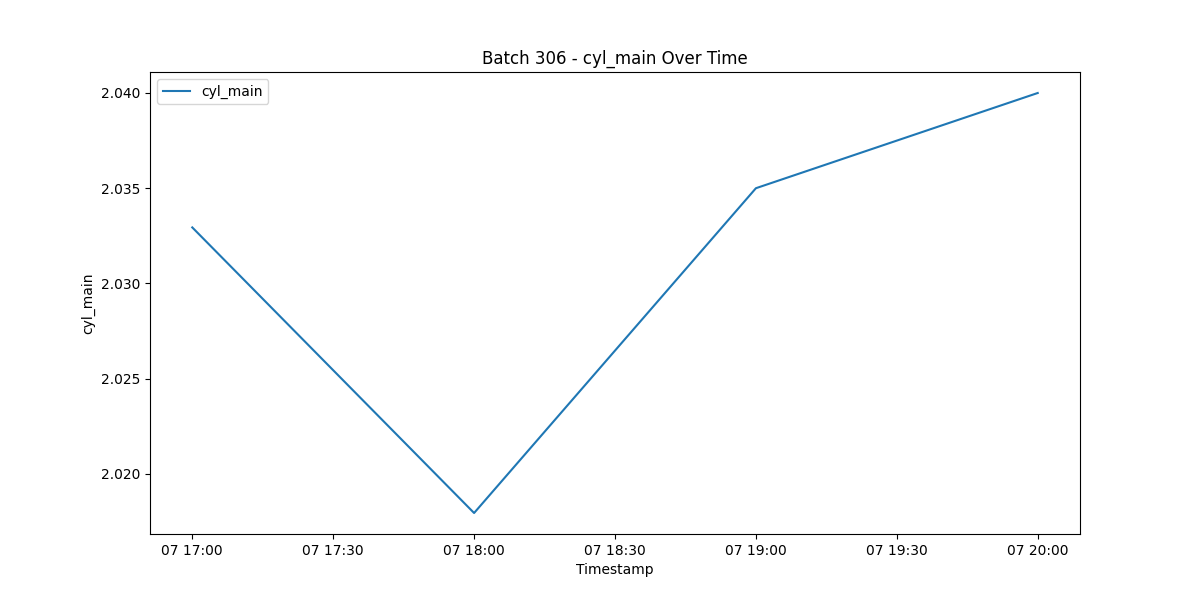 Batch 306 - cyl_main Over Time
cyl_main
2.040
2.035
2.030
2.025
2.020
cyl_main
07 17:00 07 17:30 07 18:00 07 18:30 07 19:00 07 19:30 07 20:00
Timestamp